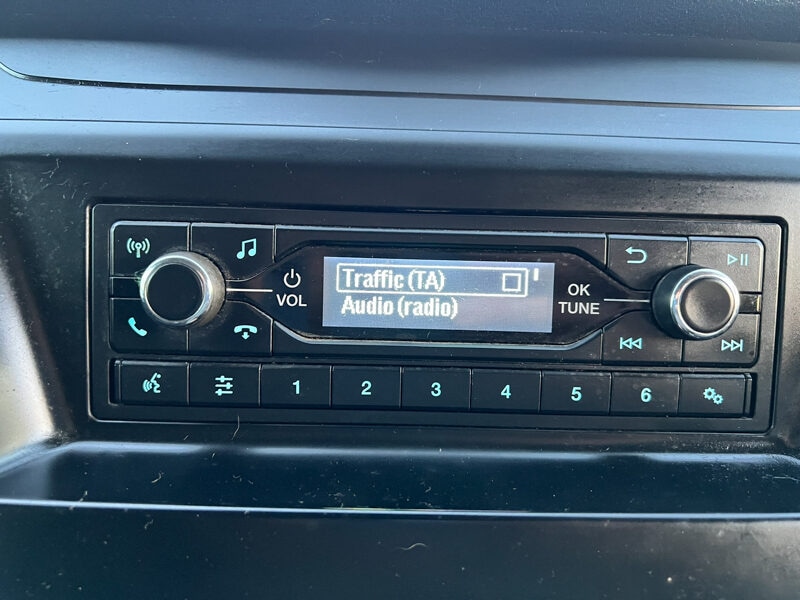 Traffic (TA)
Audio (radio)
VOL
OK
TUNE
1 2 3 4 5 6